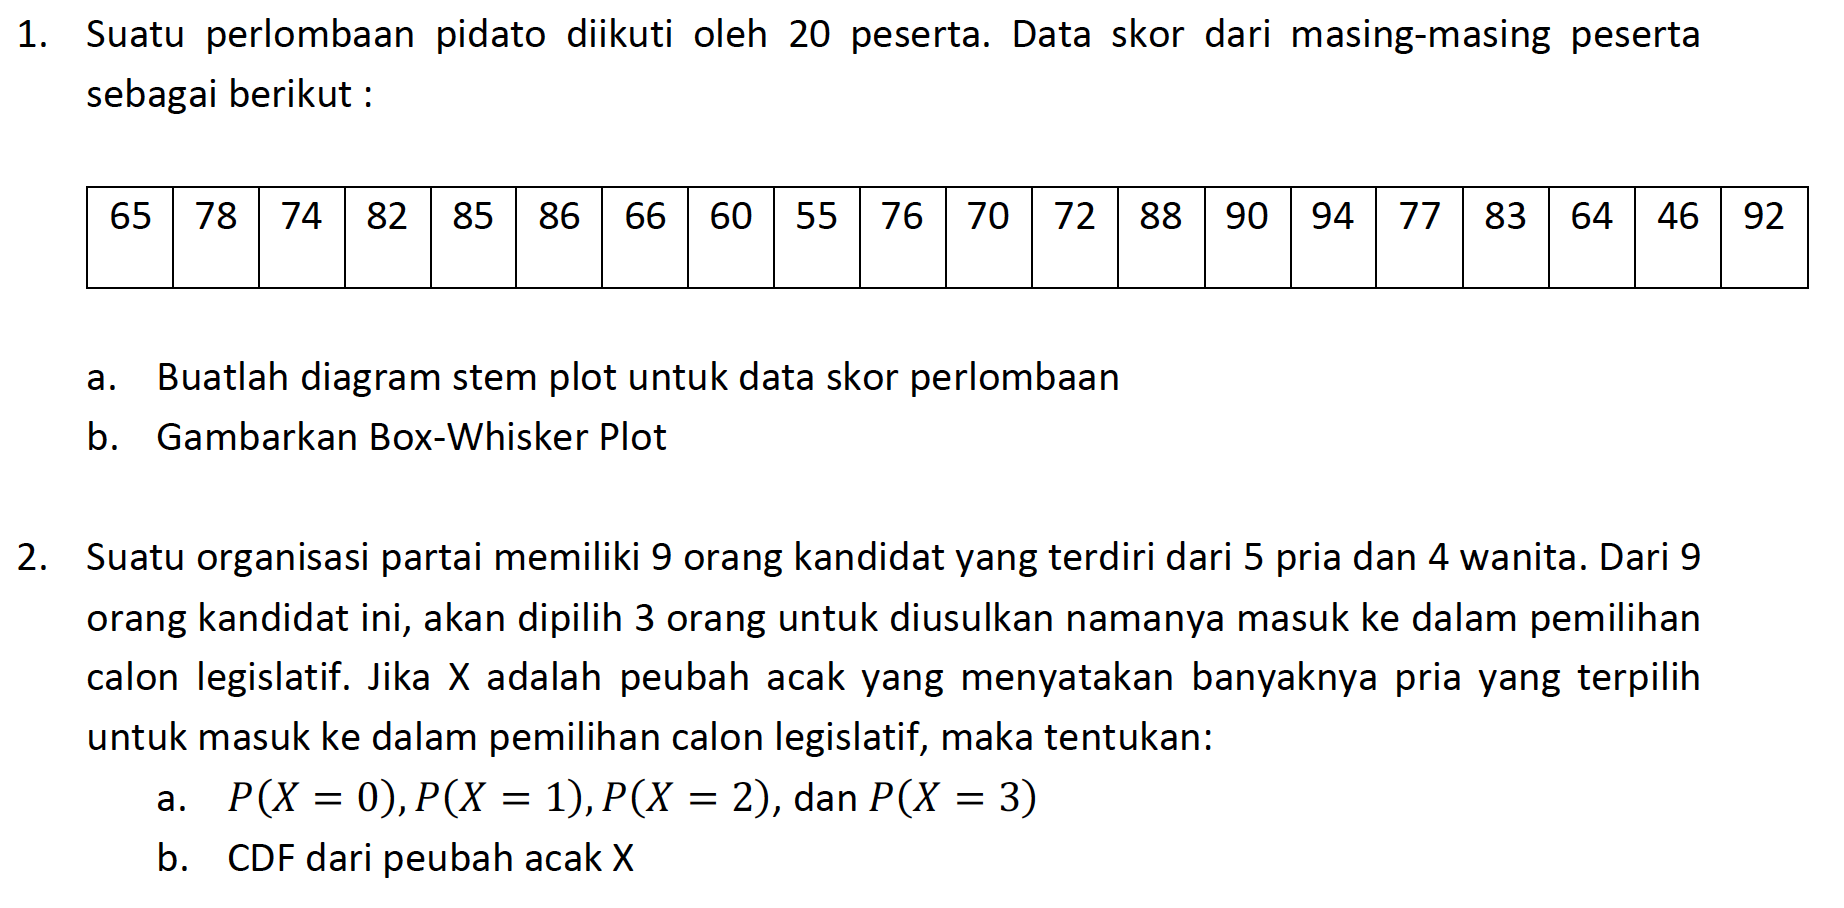 1. Suatu perlombaan pidato diikuti oleh 20 peserta. Data skor dari masing-masing peserta
sebagai berikut :
65 78 74 82 85 86 66 60 55 76 70 72 88 90 94 77 83 64 46 92
a. Buatlah diagram stem plot untuk data skor perlombaan
b. Gambarkan Box-Whisker Plot
2. Suatu organisasi partai memiliki 9 orang kandidat yang terdiri dari 5 pria dan 4 wanita. Dari 9
orang kandidat ini, akan dipilih 3 orang untuk diusulkan namanya masuk ke dalam pemilihan
calon legislatif. Jika X adalah peubah acak yang menyatakan banyaknya pria yang terpilih
untuk masuk ke dalam pemilihan calon legislatif, maka tentukan:
a. P(X = 0), P(X = 1), P(X = 2), dan P(X = 3)
b. CDF dari peubah acak X